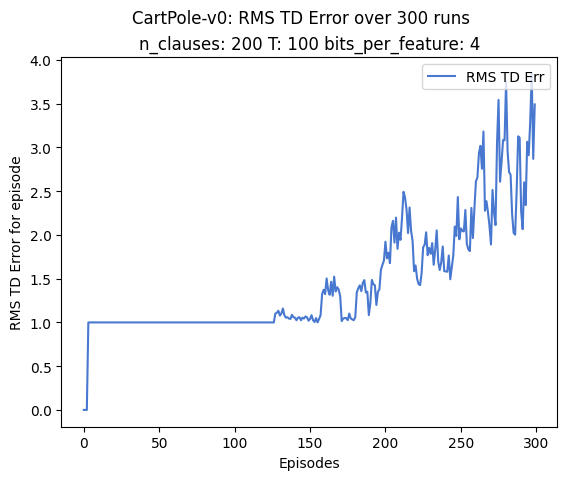 CartPole-v0: RMS TD Error over 300 runs
n_clauses: 200 T: 100 bits_per_feature: 4
RMS TD Err
RMS TD Error for episode
4.0
3.5
3.0
2.5
2.0
1.5
1.0
0.5
0.0
0 50 100 150 200 250 300
Episodes